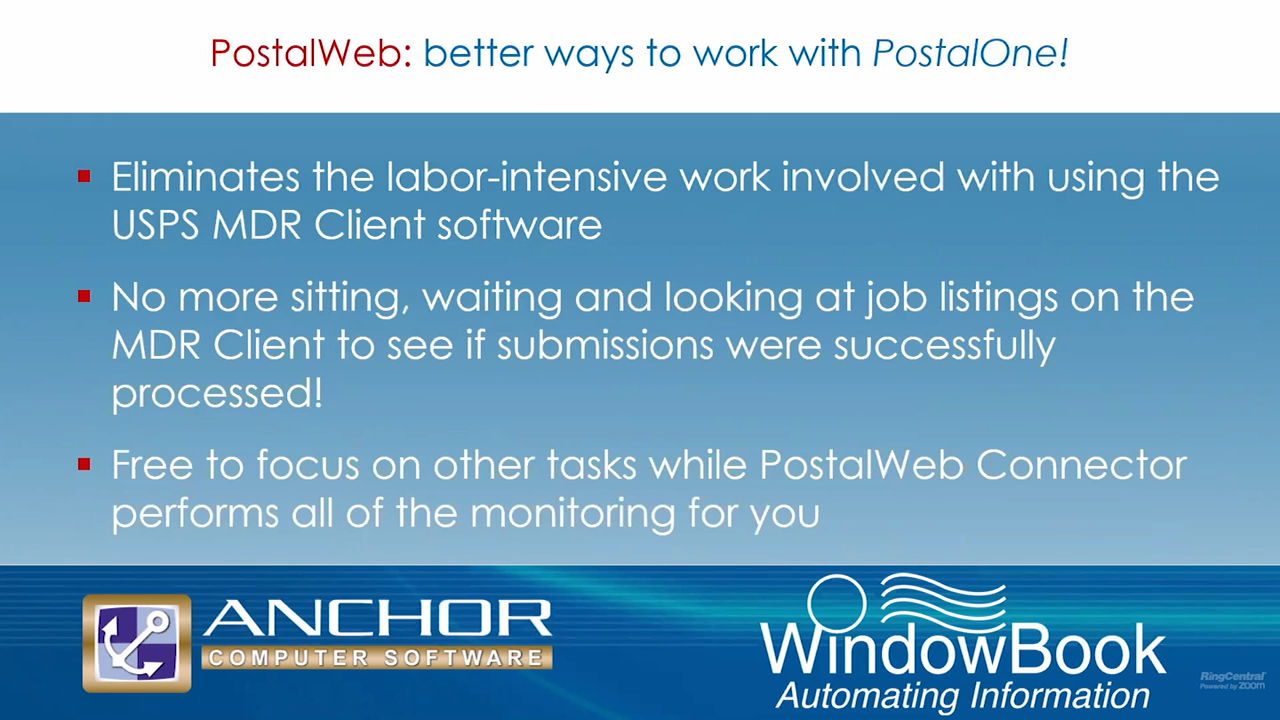 PostalWeb: better ways to work with PostalOne!
Eliminates the labor-intensive work involved with using the
USPS MDR Client software
No more sitting, waiting and looking at job listings on the
MDR Client to see if submissions were successfully
processed!
Free to focus on other tasks while PostalWeb Connector
performs all of the monitoring for you
ANCHOR
COMPUTER SOFTWARE
WindowBook
Automating Information
RingCentral
Powered by zoom